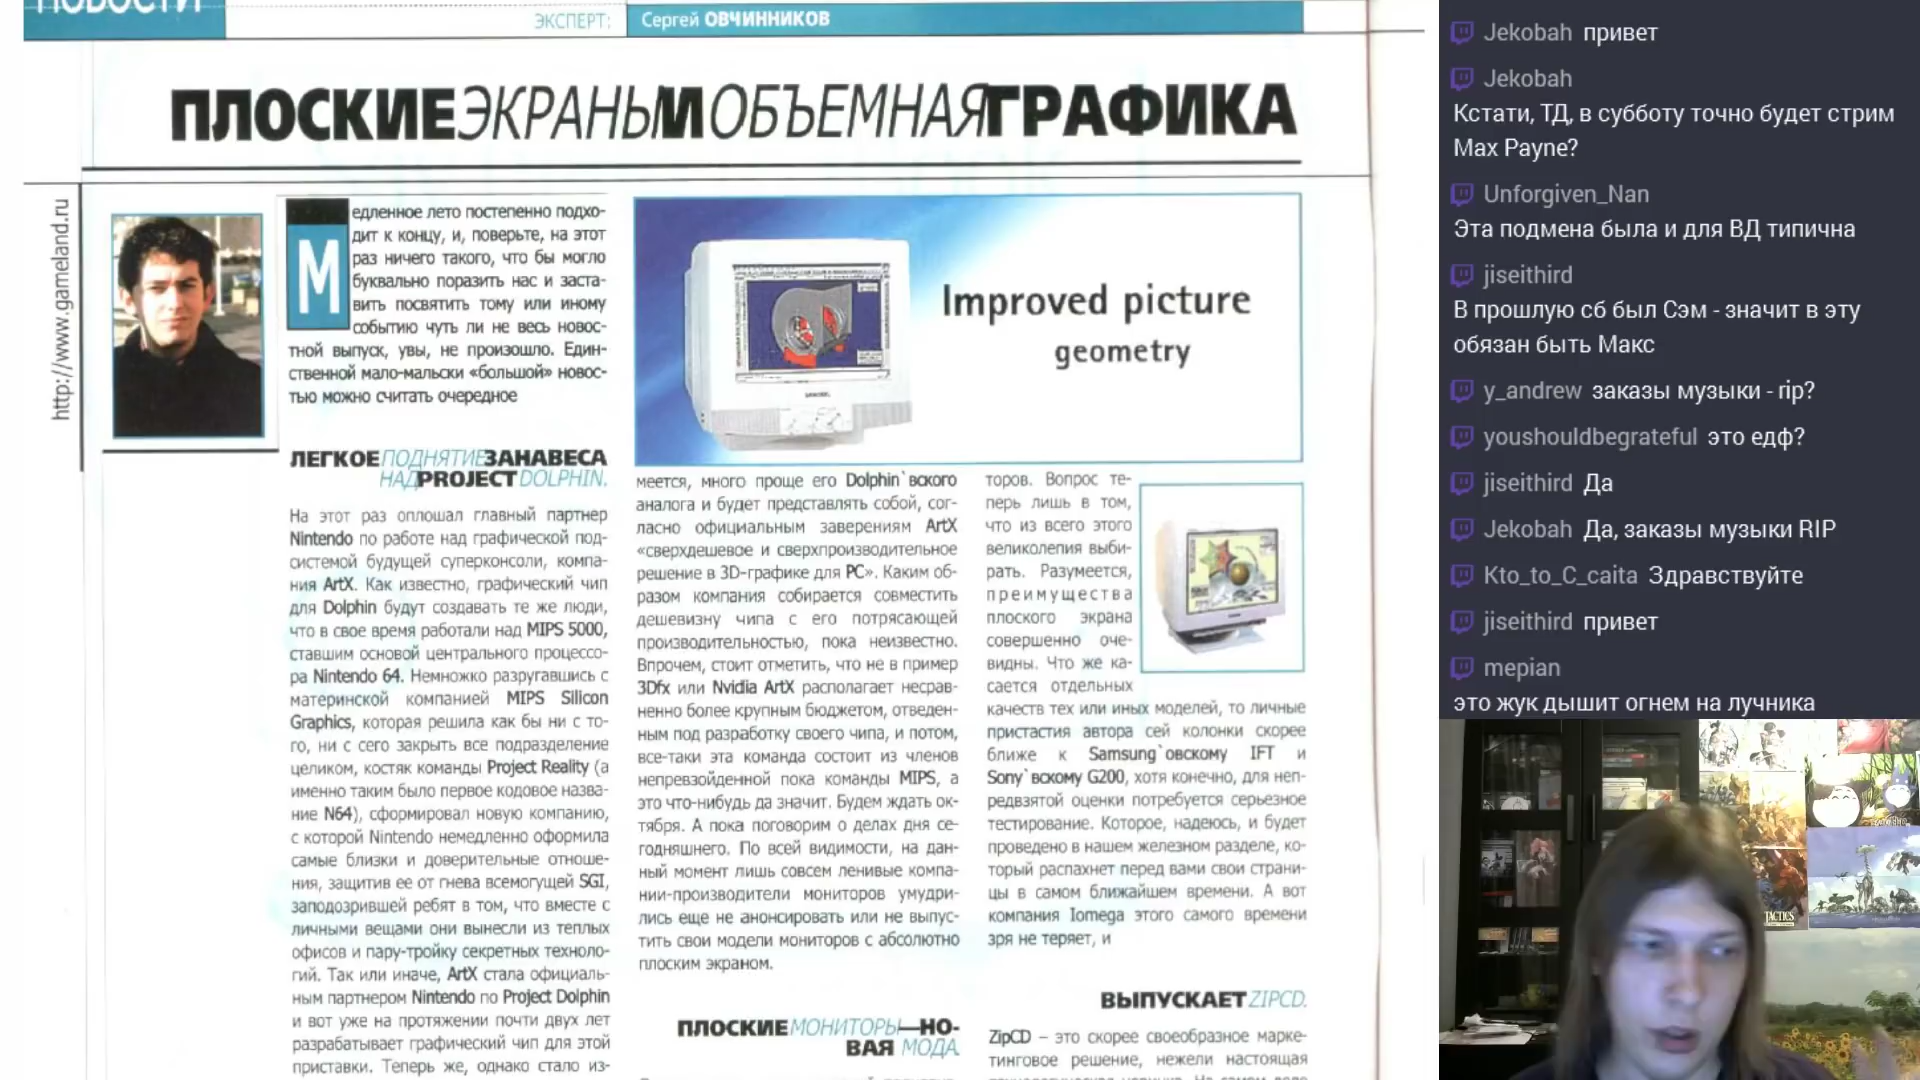 НОВОСТИ
ЭКСПЕРТ: Сергей ОВЧИННИКОВ
ПЛОСКИЕЭКРАНЫИОБЪЕМНАЯГРАФИКА
http://www.gameland.ru
Медленное лето постепенно подхо-
дит к концу, и, поверьте, на этот
раз ничего такого, что бы могло
буквально поразить нас и заста-
вить посвятить тому или иному
событию чуть ли не весь новос-
тной выпуск, увы, не произошло. Един-
ственной мало-мальски «большой» новос-
тью можно считать очередное
ЛЕГКОЕПОДНЯТИЕЗАНАВЕСА
НАДPROJECTDOLPHIN.
На этот раз оплошал главный партнер
Nintendo по работе над графической под-
системой будущей суперконсоли, компа-
ния ArtX. Как известно, графический чип
для Dolphin будут создавать те же люди,
что в свое время работали над MIPS 5000,
ставшим основой центрального процессо-
ра Nintendo 64. Немножко разругавшись с
материнской компанией MIPS Silicon
Graphics, которая решила как бы ни с то-
го, ни с сего закрыть все подразделение
целиком, костяк команды Project Reality (а
именно таким было первое кодовое назва-
ние N64), сформировал новую компанию,
с которой Nintendo немедленно оформила
самые близки и доверительные отноше-
ния, защитив ее от гнева всемогущей SGI,
заподозрившей ребят в том, что вместе с
личными вещами они вынесли из теплых
офисов и пару-тройку секретных техноло-
гий. Так или иначе, ArtX стала официаль-
ным партнером Nintendo по Project Dolphin
и вот уже на протяжении почти двух лет
разрабатывает графический чип для этой
приставки. Теперь же, однако стало из-
Improved picture
geometry
меется, много проще его Dolphin`вского
аналога и будет представлять собой, сог-
ласно официальным заверениям ArtX
«сверхдешевое и сверхпроизводительное
решение в 3D-графике для PC». Каким об-
разом компания собирается совместить
дешевизну чипа с его потрясающей
производительностью, пока неизвестно.
Впрочем, стоит отметить, что не в пример
3Dfx или Nvidia ArtX располагает несрав-
ненно более крупным бюджетом, отведен-
ным под разработку своего чипа, и потом,
все-таки эта команда состоит из членов
непревзойденной пока команды MIPS, а
это что-нибудь да значит. Будем ждать ок-
тября. А пока поговорим о делах дня се-
годняшнего. По всей видимости, на дан-
ный момент лишь совсем ленивые компа-
нии-производители мониторов умудри-
лись еще не анонсировать или не выпус-
тить свои модели мониторов с абсолютно
плоским экраном.
ПЛОСКИЕМОНИТОРЫ—НО-
ВАЯ МОДА.
торов. Вопрос те-
перь лишь в том,
что из всего этого
великолепия выби-
рать. Разумеется,
преимущества
плоского экрана
совершенно оче-
видны. Что же ка-
сается отдельных
качеств тех или иных моделей, то личные
пристастия автора сей колонки скорее
ближе к Samsung`овскому IFT и
Sony`вскому G200, хотя конечно, для неп-
редвзятой оценки потребуется серьезное
тестирование. Которое, надеюсь, и будет
проведено в нашем железном разделе, ко-
торый распахнет перед вами свои страни-
цы в самом ближайшем времени. А вот
компания Iomega этого самого времени
зря не теряет, и
ВЫПУСКАЕТZIPCD.
ZipCD – это скорее своеобразное марке-
тинговое решение, нежели настоящая
Jekobah привет
Jekobah
Кстати, ТД, в субботу точно будет стрим
Max Payne?
Unforgiven_Nan
Эта подмена была и для ВД типична
jiseithird
В прошлую сб был Сэм - значит в эту
обязан быть Макс
y_andrew заказы музыки - rip?
youshouldbegrateful это едф?
jiseithird Да
Jekobah Да, заказы музыки RIP
Kto_to_C_caita Здравствуйте
jiseithird привет
mepian
это жук дышит огнем на лучника
TACTICS